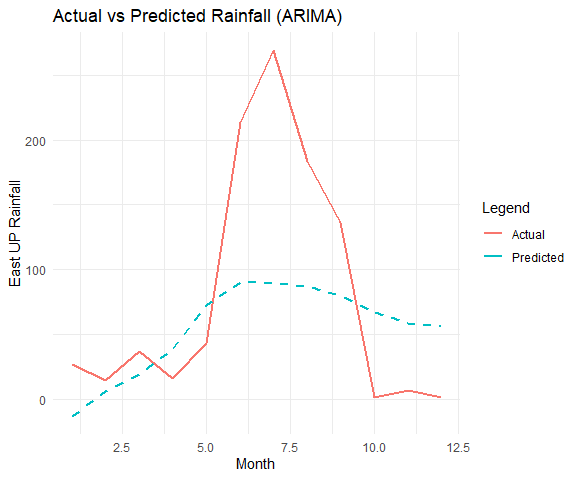 Actual vs Predicted Rainfall (ARIMA)
East UP Rainfall
200
100
0
2.5 5.0 7.5 10.0 12.5
Month
Legend
Actual
Predicted